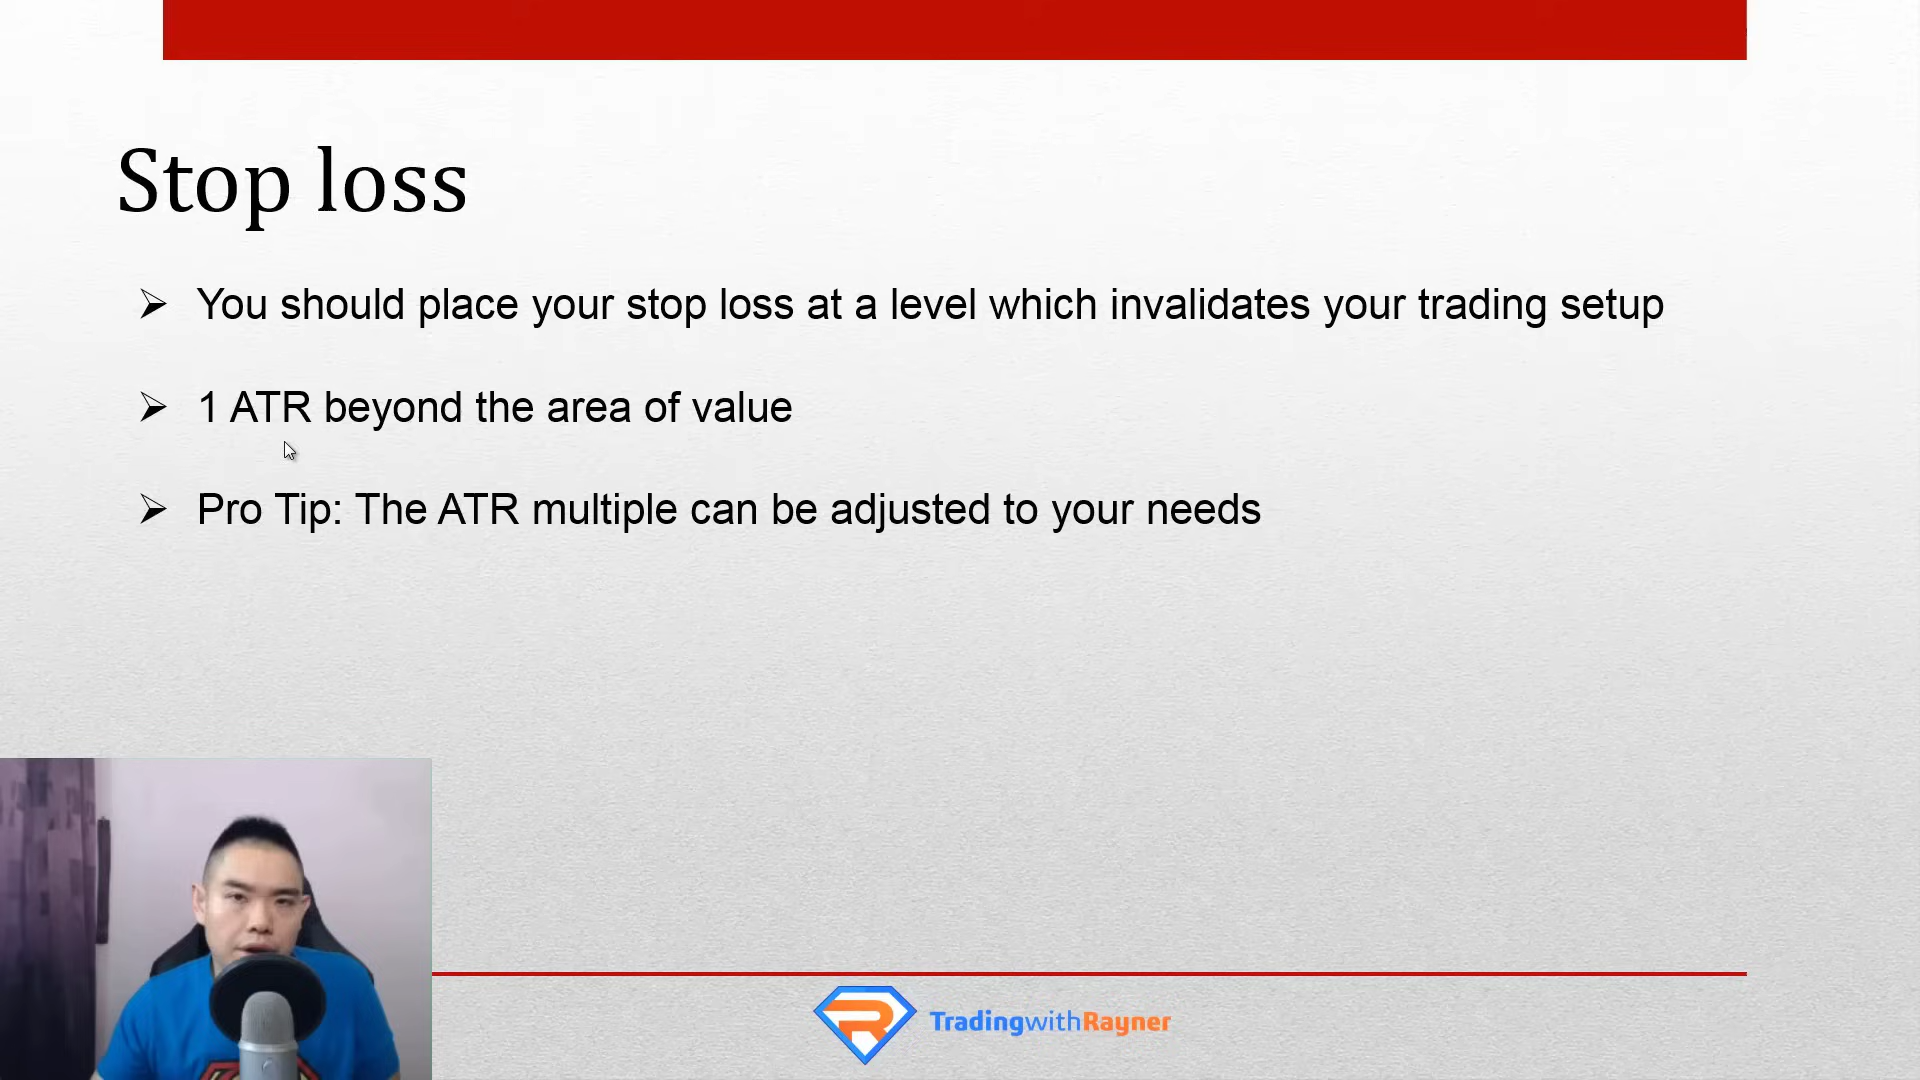 Stop loss
You should place your stop loss at a level which invalidates your trading setup
1 ATR beyond the area of value
Pro Tip: The ATR multiple can be adjusted to your needs
TradingwithRayner